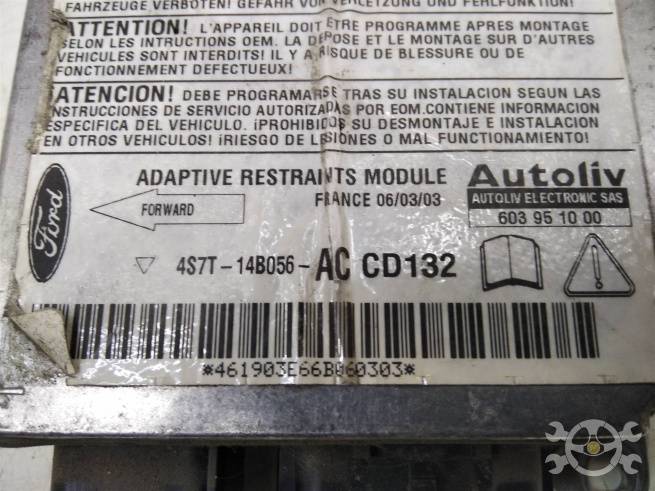 FAHRZEUGE VERBOTEN! GEFAHR VON VERLETZUNG UND FEHLFUNKTION!
ATTENTION! L'APPAREIL DOIT ETRE PROGRAMME APRES MONTAGE
SELON LES INTRUCTIONS OEM. LA DEPOSE ET LE MONTAGE SUR D'AUTRES
VEHICULES SONT INTERDITS! IL Y A RISQUE DE BLESSURE OU DE
FONCTIONNEMENT DEFECTUEUX!
ATENCION! DEBE PROGRAMARSE TRAS SU INSTALACION SEGUN LAS
INSTRUCCIONES DE SERVICIO AUTORIZADAS POR EOM.CONTIENE INFORMACION
ESPECIFICA DEL VEHICULO. ¡PROHIBIDOS SU DESMONTAJE E INSTALACION
EN OTROS VEHICULOS! ¡RIESGO DE LESIONES O MAL FUNCIONAMIENTO!
Ford
FORWARD
ADAPTIVE RESTRAINTS MODULE
FRANCE 06/03/03
Autoliv
AUTOLIV ELECTRONIC SAS
603 95 10 00
4S7T-14B056-AC CD132
*461903E66B060303*